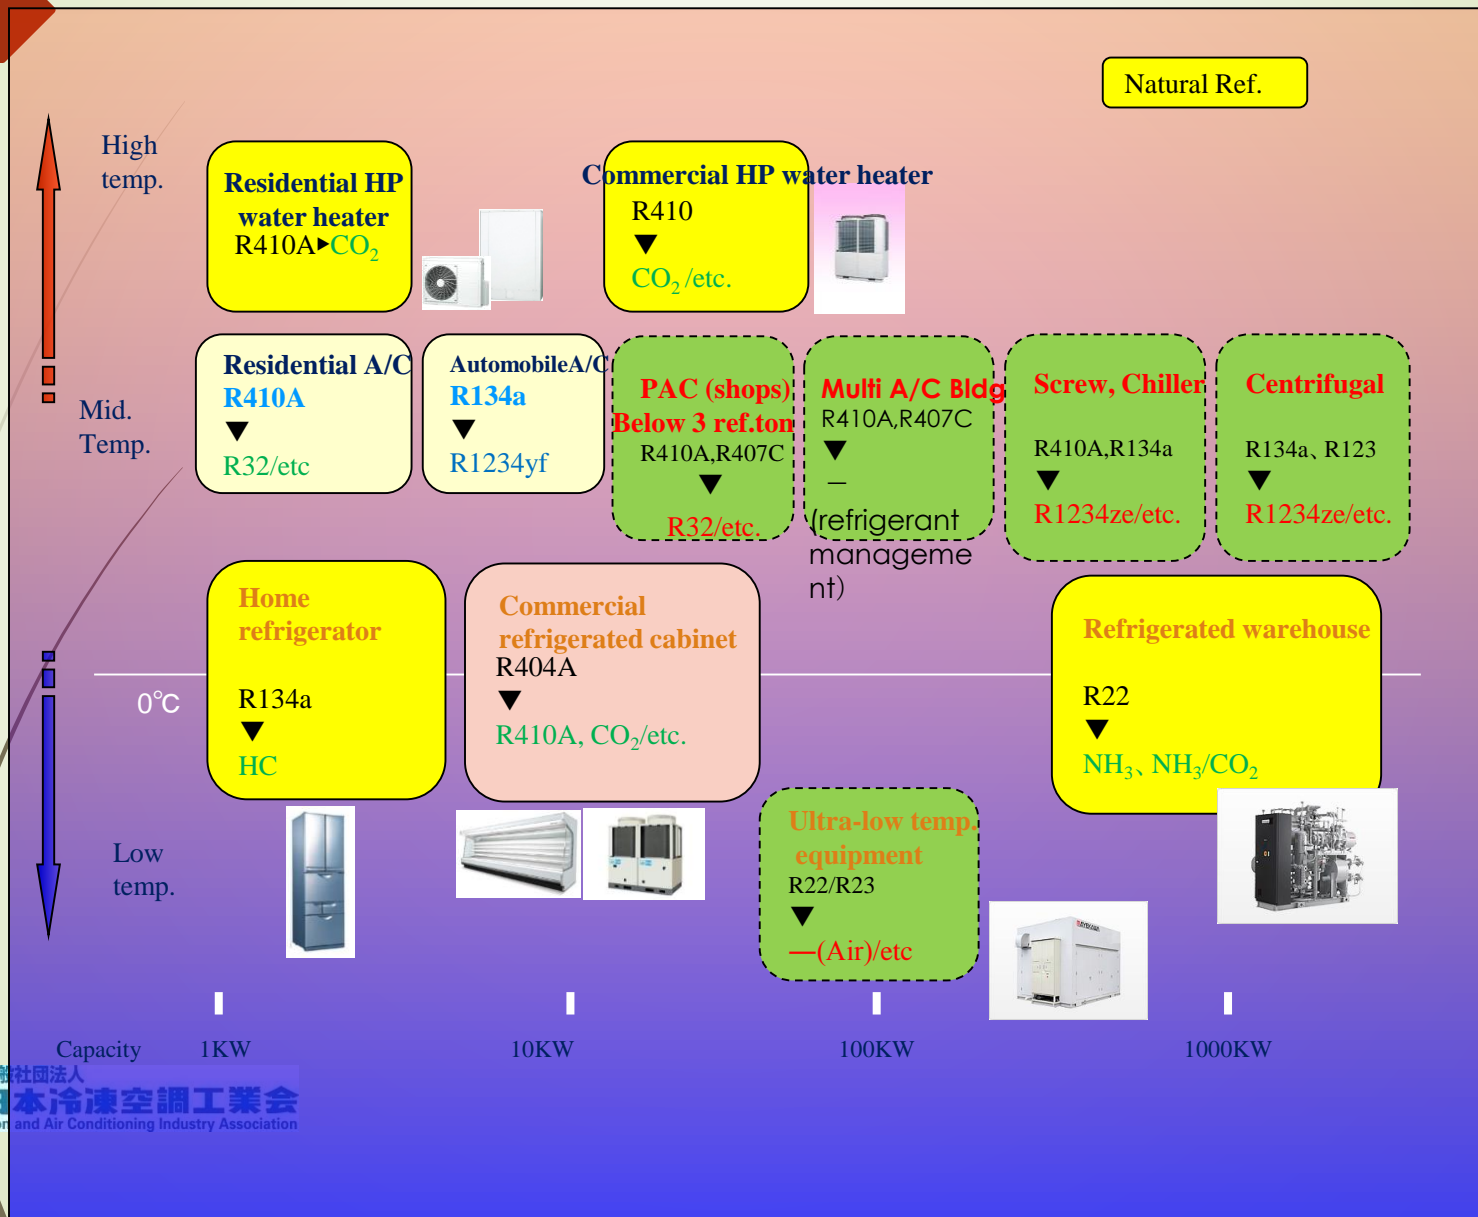 Natural Ref.
High
temp.
Residential HP
water heater
R410A▶CO₂
Commercial HP water heater
R410
▼
CO₂/etc.
Mid.
Temp.
Residential A/C
R410A
▼
R32/etc
AutomobileA/C
R134a
▼
R1234yf
PAC (shops)
Below 3 ref.ton
R410A,R407C
▼
R32/etc.
Multi A/C Bldg
R410A,R407C
▼
—
(refrigerant
manageme
nt）
Screw, Chiller
R410A,R134a
▼
R1234ze/etc.
Centrifugal
R134a、R123
▼
R1234ze/etc.
Home
refrigerator
R134a
▼
HC
Commercial
refrigerated cabinet
R404A
▼
R410A, CO₂/etc.
Refrigerated warehouse
R22
▼
NH₃、NH₃/CO₂
0℃
Low
temp.
Ultra-low temp.
equipment
R22/R23
▼
—(Air)/etc
MAYEKAWA
Capacity
1KW
10KW
100KW
1000KW
般社団法人
日本冷凍空調工業会
on and Air Conditioning Industry Association